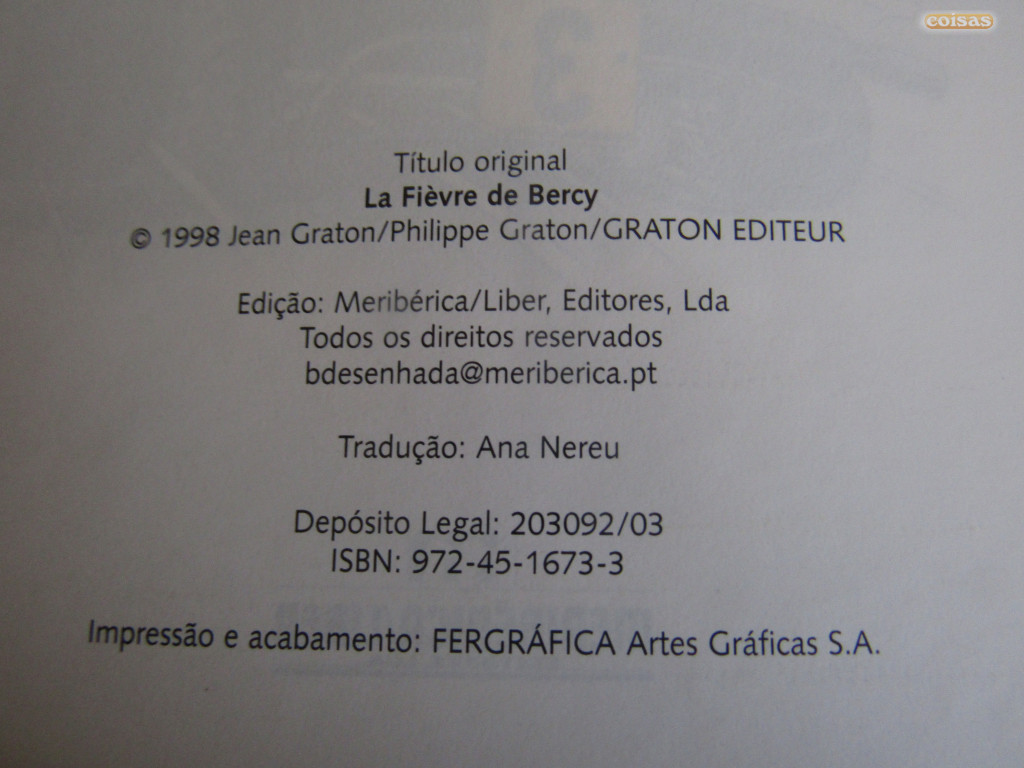 coisas
3
Título original
La Fièvre de Bercy
© 1998 Jean Graton/Philippe Graton/GRATON EDITEUR
Edição: Meribérica/Liber, Editores, Lda
Todos os direitos reservados
bdesenhada@meriberica.pt
Tradução: Ana Nereu
Depósito Legal: 203092/03
ISBN: 972-45-1673-3
Impressão e acabamento: FERGRÁFICA Artes Gráficas S.A.